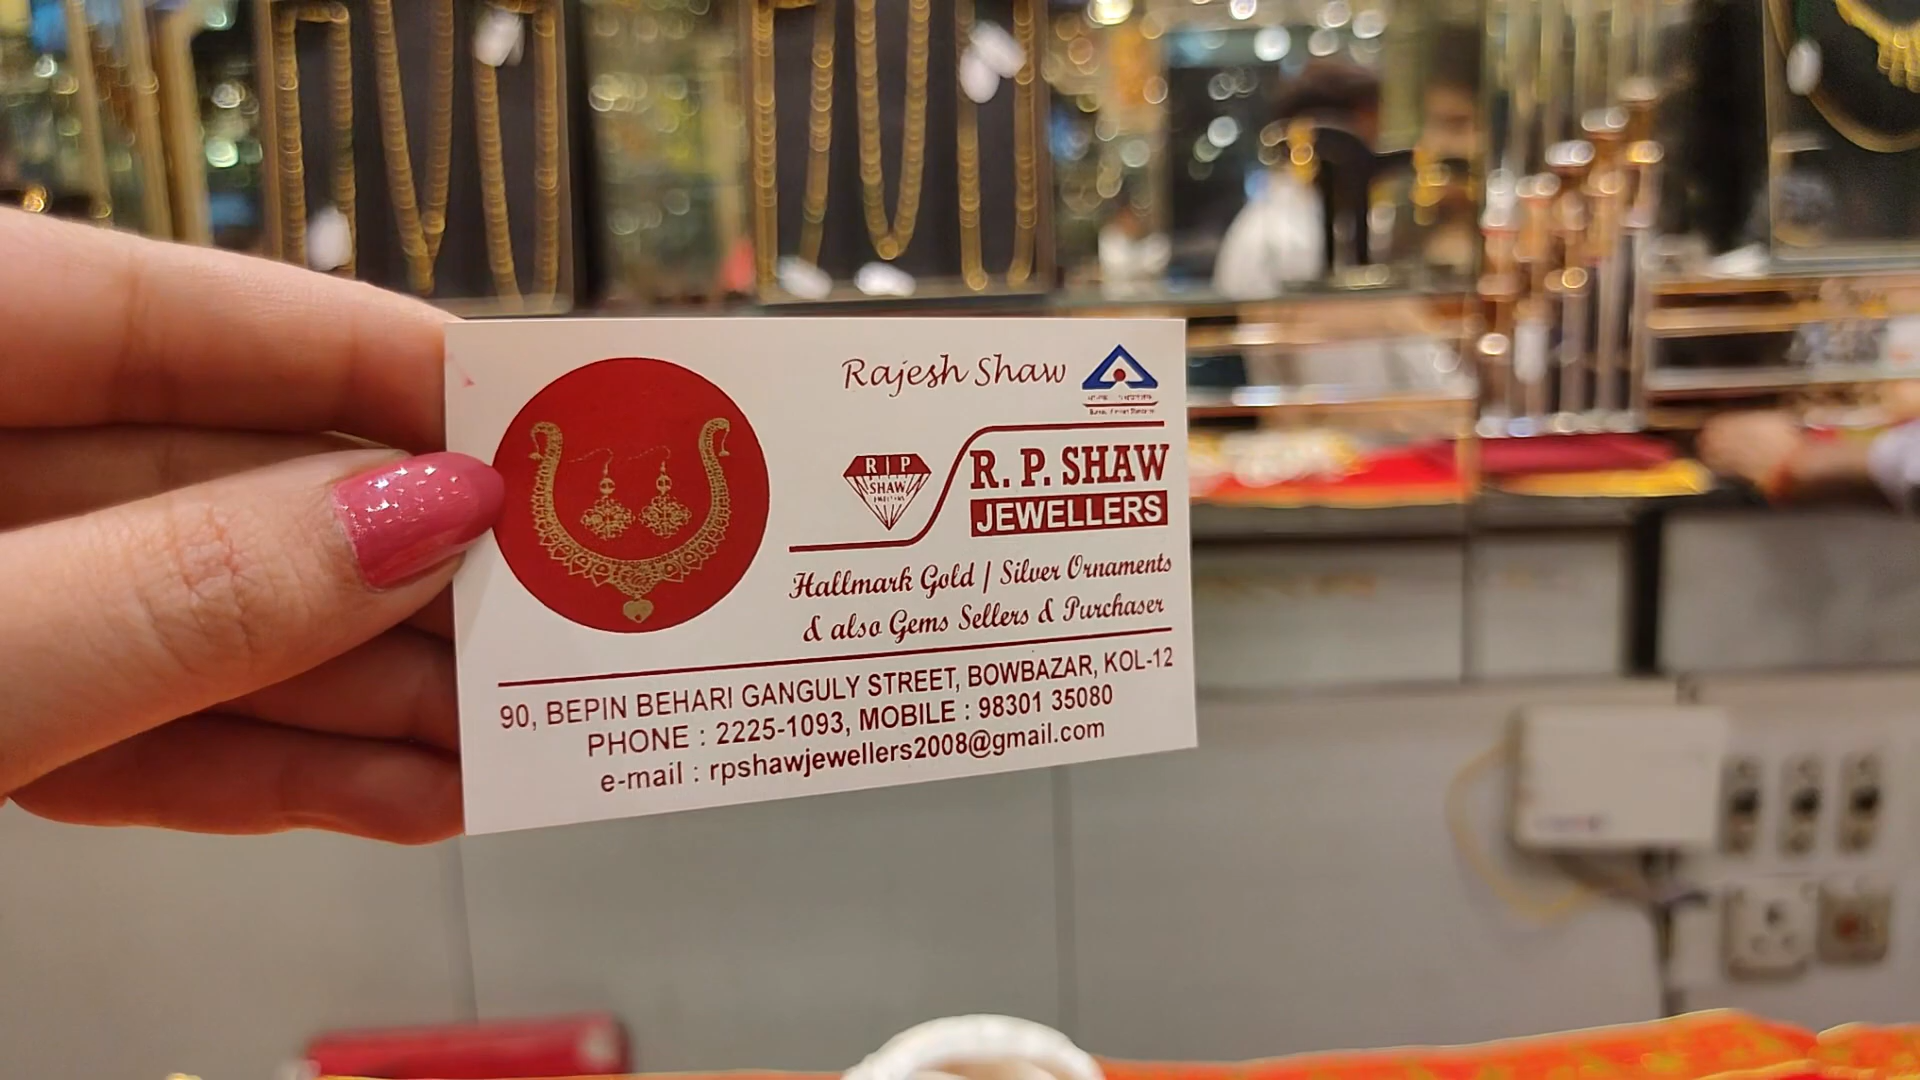 Rajesh Shaw
R I P
SHAW
JEWELLERS
R. P. SHAW
JEWELLERS
Hallmark Gold / Silver Ornaments
& also Gems Sellers & Purchaser
90, BEPIN BEHARI GANGULY STREET, BOWBAZAR, KOL-12
PHONE : 2225-1093, MOBILE : 98301 35080
e-mail : rpshawjewellers2008@gmail.com